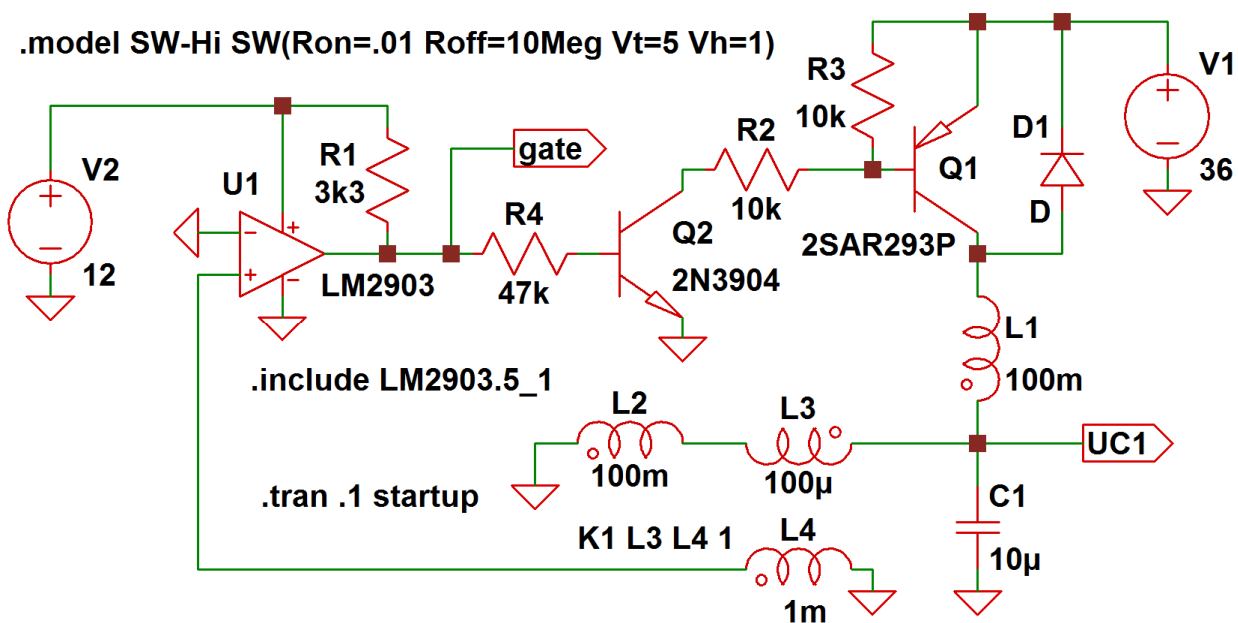 .model SW-Hi SW(Ron=.01 Roff=10Meg Vt=5 Vh=1)
V1
36
R3
10k
D1
D
Q1
2SAR293P
R2
10k
gate
R1
3k3
V2
12
U1
LM2903
R4
47k
Q2
2N3904
L1
100m
.include LM2903.5_1
L2
100m
L3
100µ
UC1
.tran .1 startup
C1
10µ
K1 L3 L4 1
L4
1m